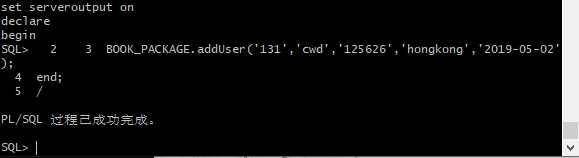 set serveroutput on
declare
begin
SQL>   2    3  BOOK_PACKAGE.addUser('131','cwd','125626','hongkong','2019-05-02'
);
  4  end;
  5  /
PL/SQL 过程已成功完成。
SQL>